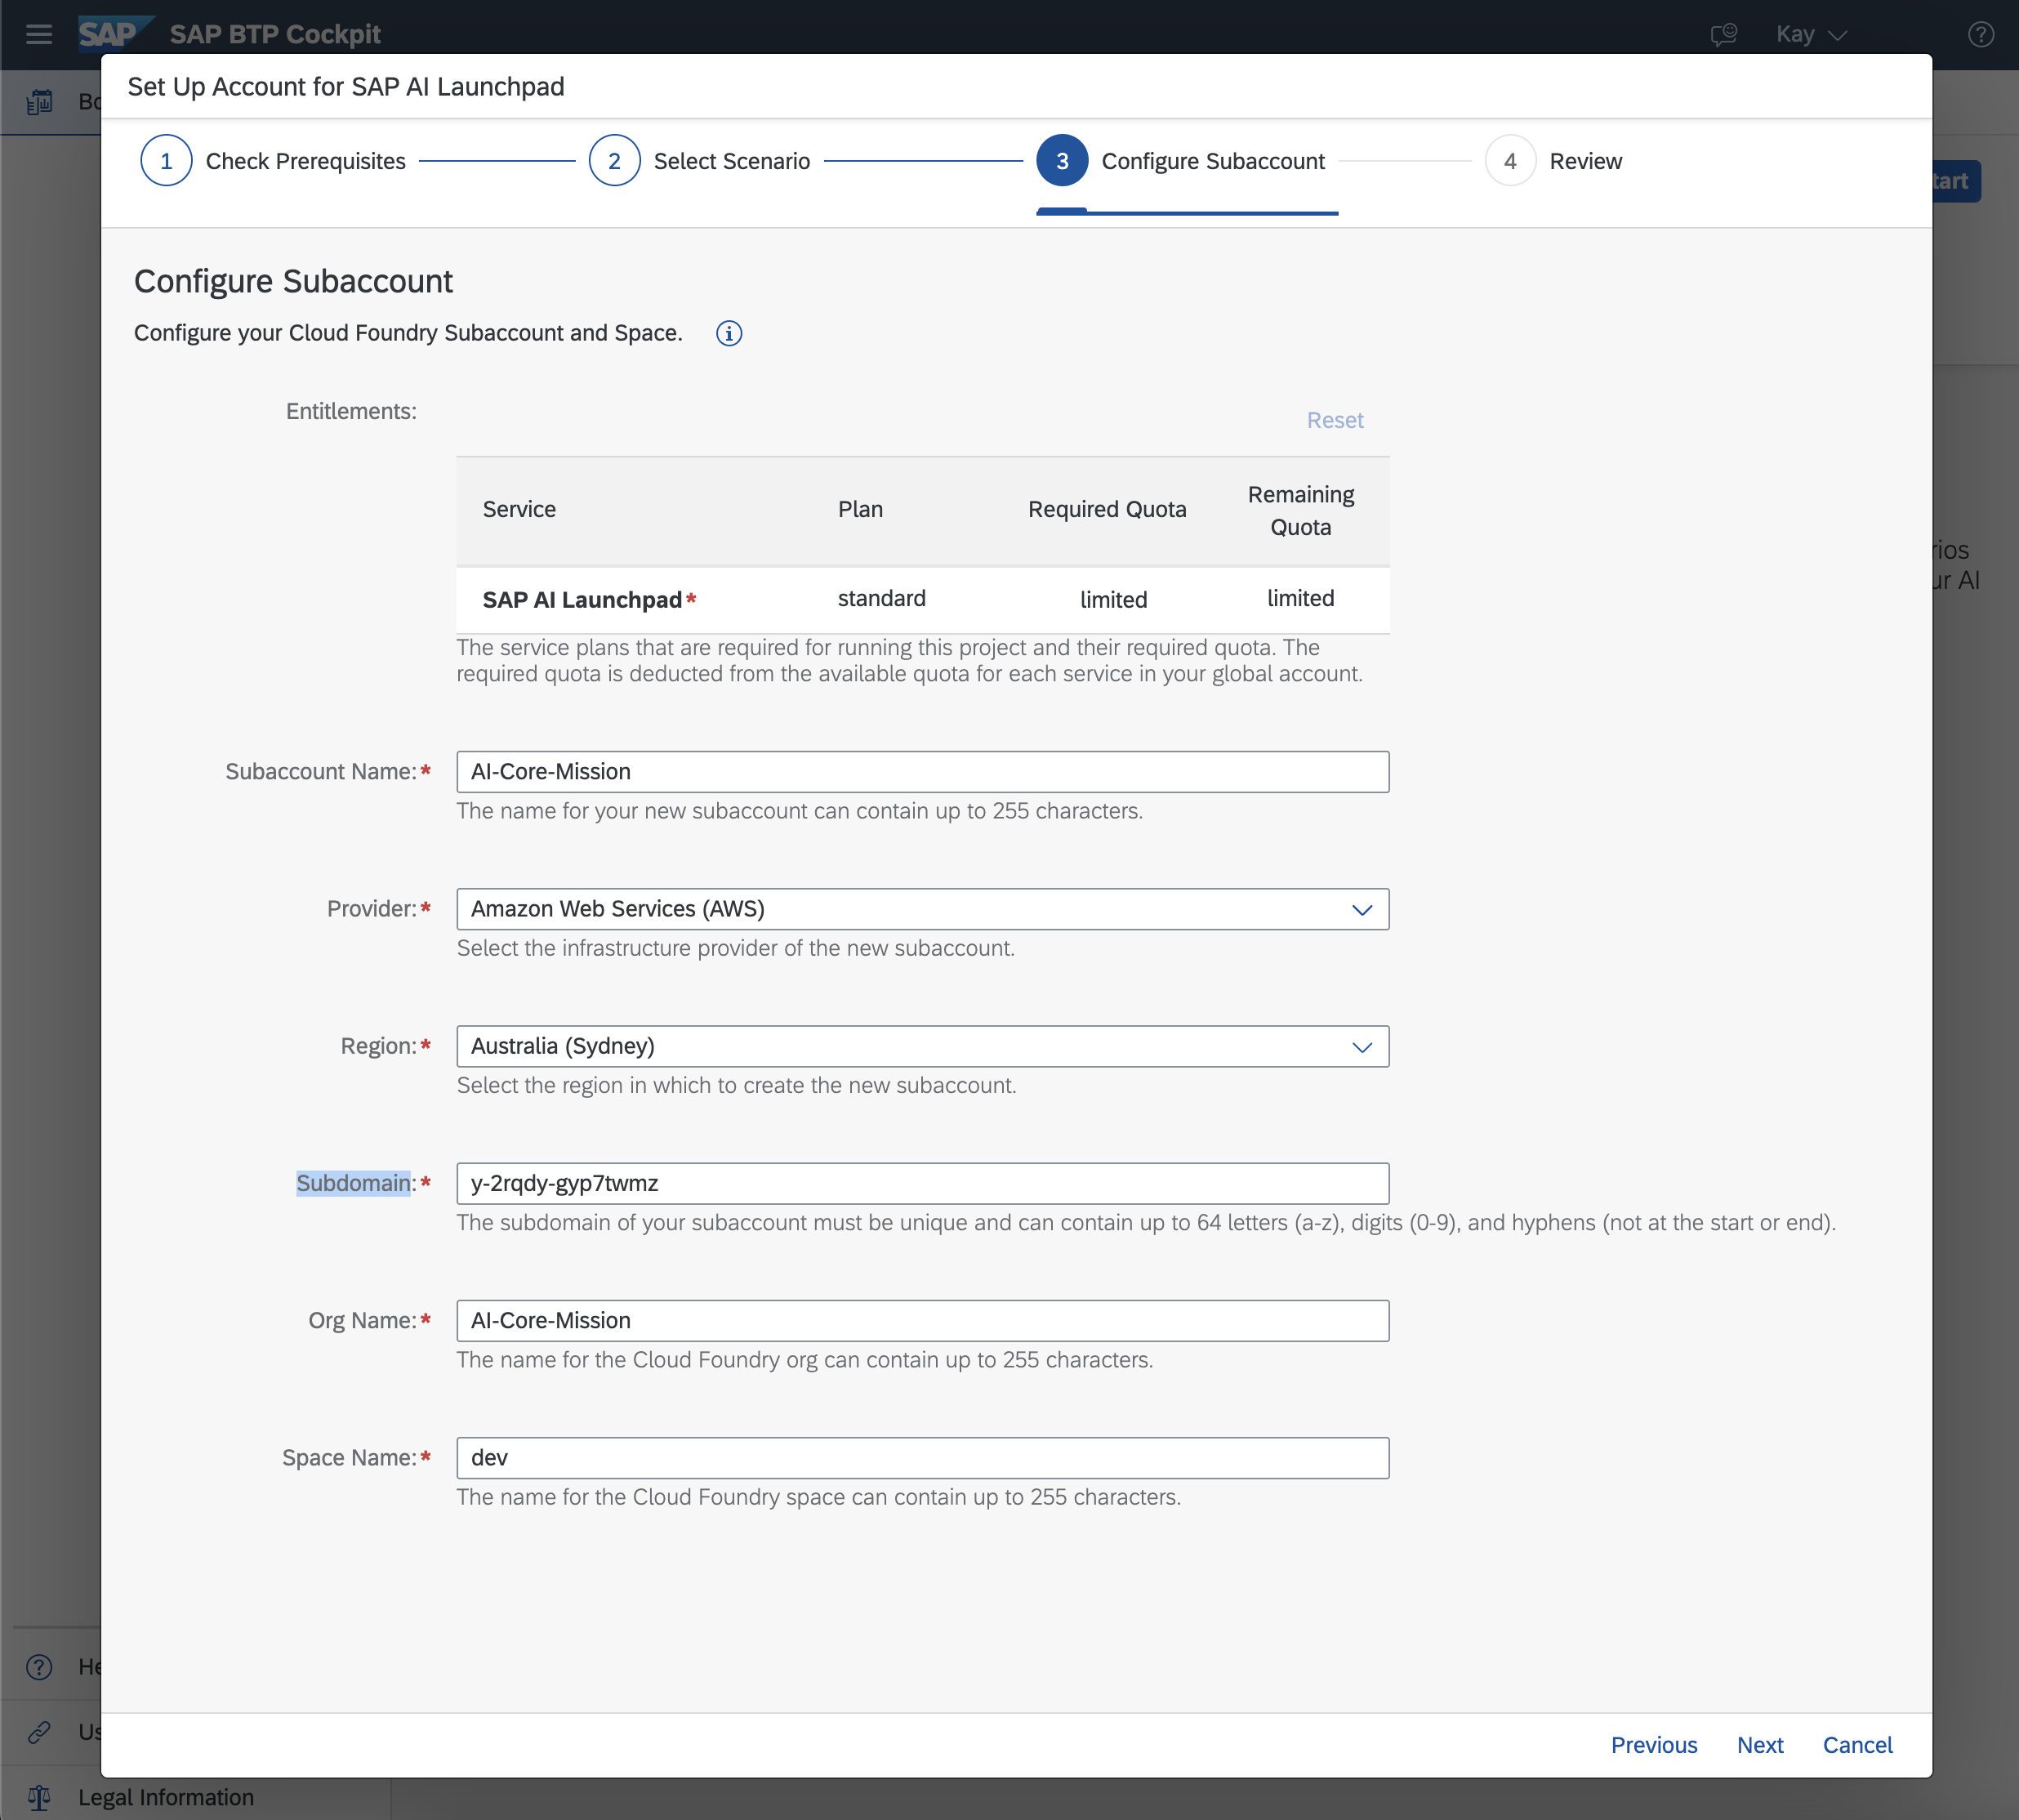 SAP SAP BTP Cockpit Kay
Set Up Account for SAP AI Launchpad
1 Check Prerequisites 2 Select Scenario 3 Configure Subaccount 4 Review
Configure Subaccount
Configure your Cloud Foundry Subaccount and Space.
Entitlements:
Reset
Service Plan Required Quota Remaining Quota
SAP AI Launchpad* standard limited limited
The service plans that are required for running this project and their required quota. The
required quota is deducted from the available quota for each service in your global account.
Subaccount Name:* AI-Core-Mission
The name for your new subaccount can contain up to 255 characters.
Provider:* Amazon Web Services (AWS)
Select the infrastructure provider of the new subaccount.
Region:* Australia (Sydney)
Select the region in which to create the new subaccount.
Subdomain:* y-2rqdy-gyp7twmz
The subdomain of your subaccount must be unique and can contain up to 64 letters (a-z), digits (0-9), and hyphens (not at the start or end).
Org Name:* AI-Core-Mission
The name for the Cloud Foundry org can contain up to 255 characters.
Space Name:* dev
The name for the Cloud Foundry space can contain up to 255 characters.
Previous Next Cancel
Legal Information